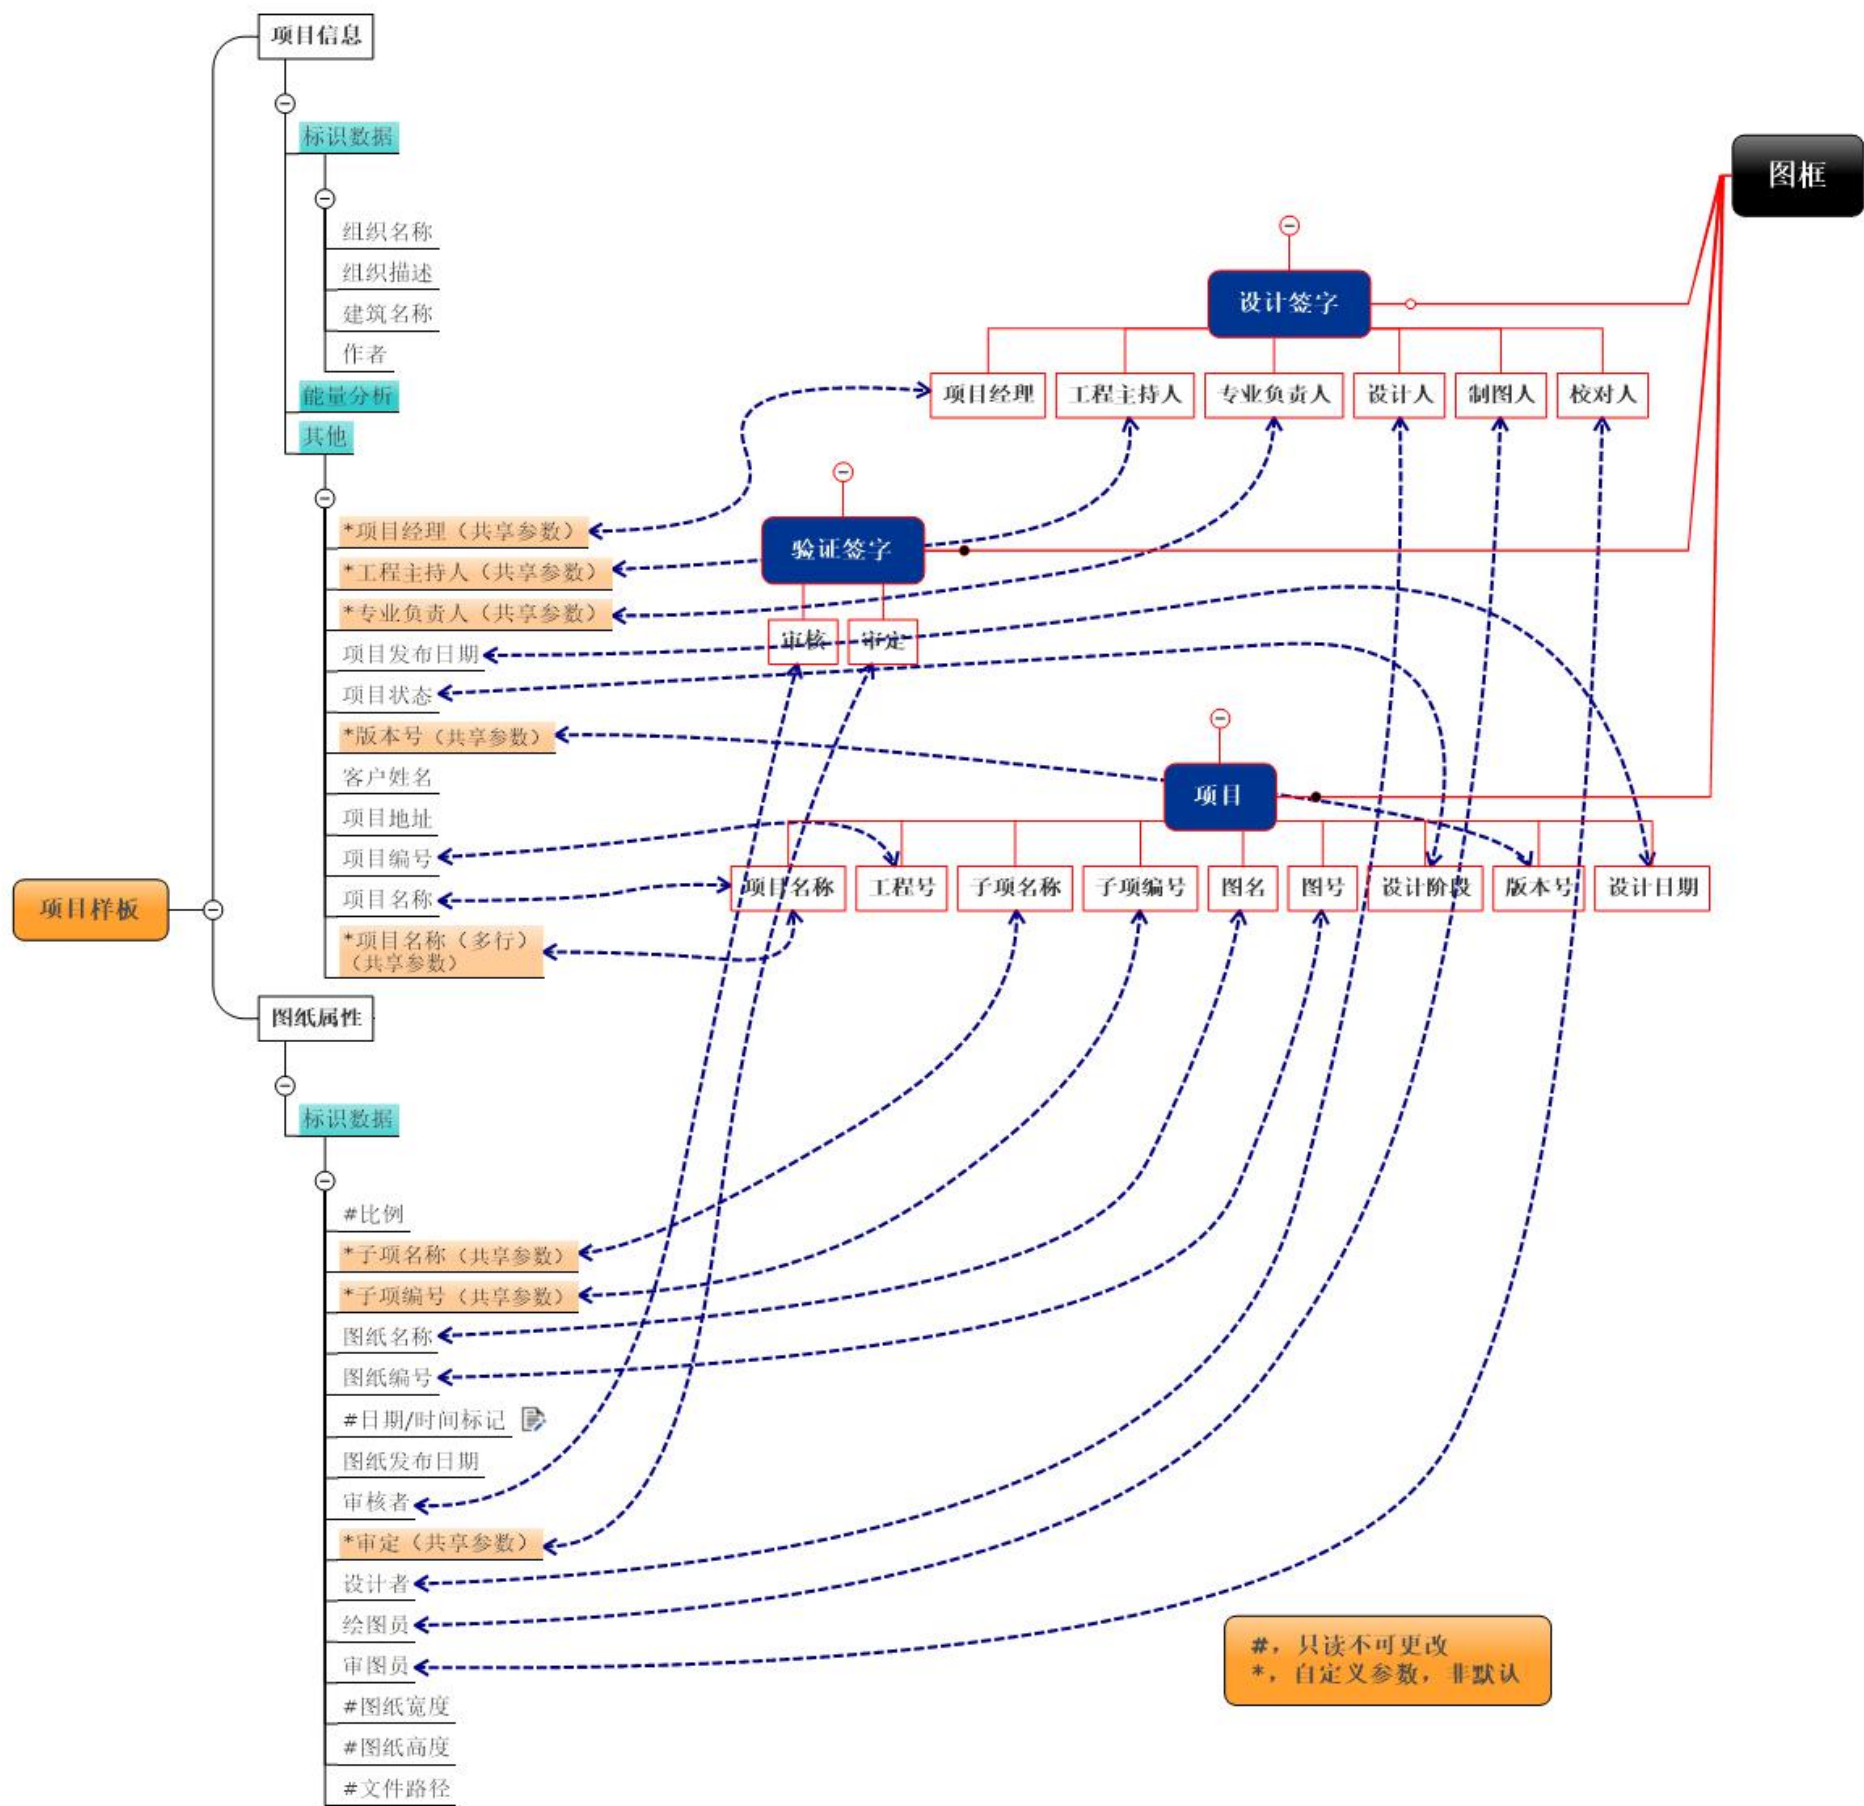 项目信息
标识数据
组织名称
组织描述
建筑名称
作者
能量分析
其他
*项目经理（共享参数）
*工程主持人（共享参数）
*专业负责人（共享参数）
项目发布日期
项目状态
*版本号（共享参数）
客户姓名
项目地址
项目编号
项目名称
*项目名称（多行）
（共享参数）
项目样板
图纸属性
标识数据
#比例
*子项名称（共享参数）
*子项编号（共享参数）
图纸名称
图纸编号
#日期/时间标记
图纸发布日期
审核者
*审定（共享参数）
设计者
绘图员
审图员
#图纸宽度
#图纸高度
#文件路径
图框
设计签字
项目经理
工程主持人
专业负责人
设计人
制图人
校对人
验证签字
审核
审定
项目
项目名称
工程号
子项名称
子项编号
图名
图号
设计阶段
版本号
设计日期
#，只读不可更改
*，自定义参数，非默认